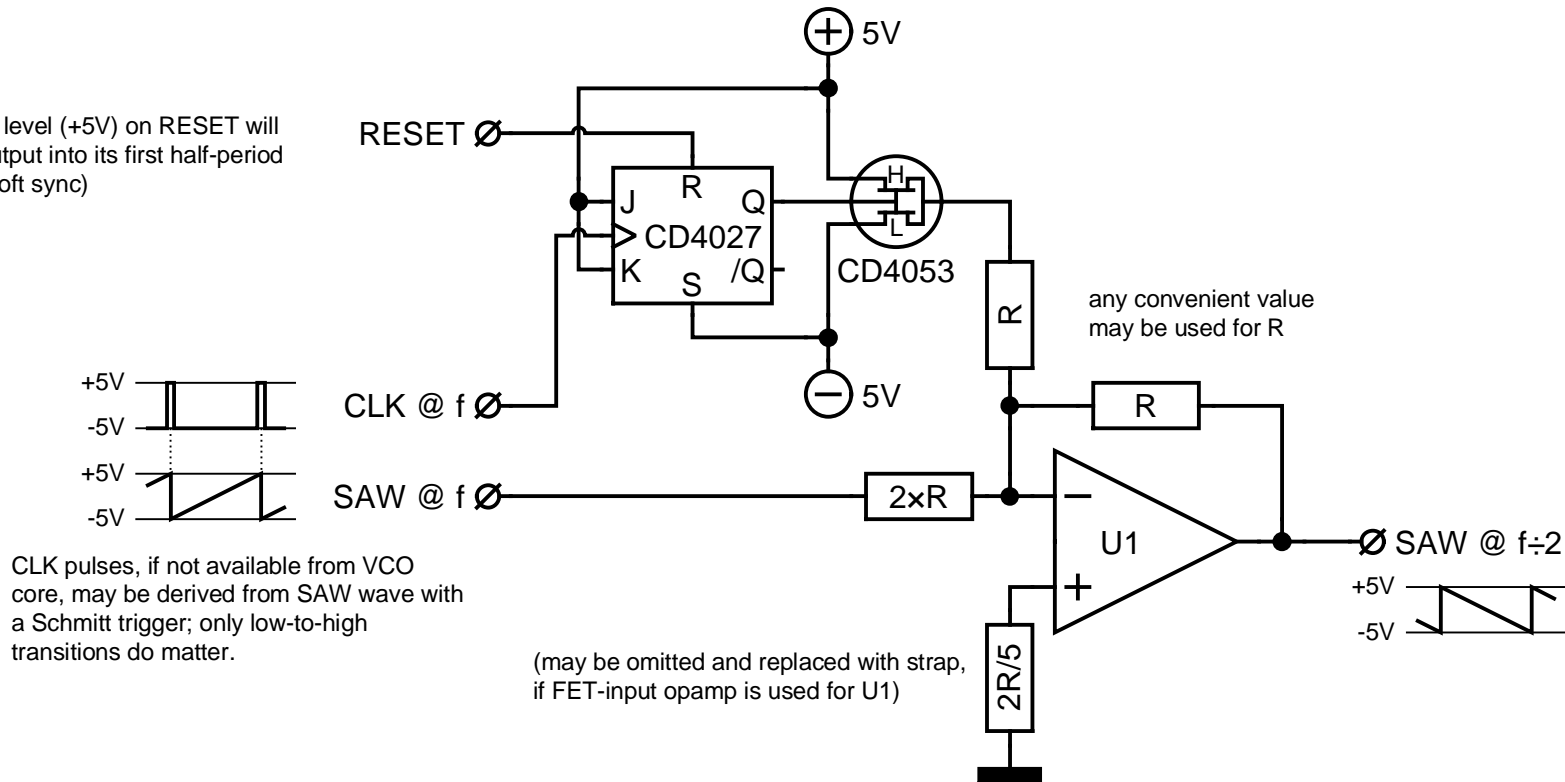 5V
level (+5V) on RESET will
tput into its first half-period
oft sync)
RESET
H
L
R
J
Q
CD4027
K
/Q
S
CD4053
R
any convenient value
may be used for R
+5V
-5V
CLK @ f
5V
R
+5V
-5V
SAW @ f
2×R
U1
SAW @ f÷2
+5V
-5V
CLK pulses, if not available from VCO
core, may be derived from SAW wave with
a Schmitt trigger; only low-to-high
transitions do matter.
(may be omitted and replaced with strap,
if FET-input opamp is used for U1)
2R/5